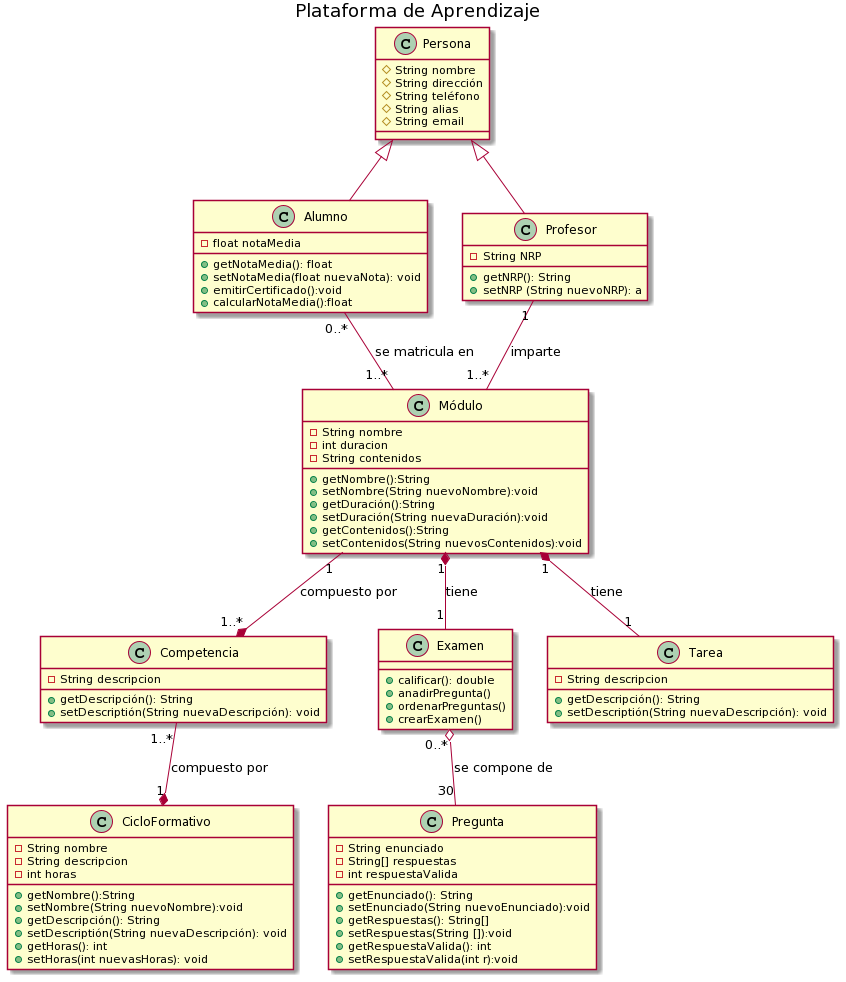 Plataforma de Aprendizaje
C Persona
String nombre
String dirección
String teléfono
String alias
String email
C Alumno
float notaMedia
getNotaMedia(): float
setNotaMedia(float nuevaNota): void
emitirCertificado():void
calcularNotaMedia():float
C Profesor
String NRP
getNRP(): String
setNRP (String nuevoNRP): a
0..*
se matricula en
1..*
1
imparte
1..*
C Módulo
String nombre
int duracion
String contenidos
getNombre():String
setNombre(String nuevoNombre):void
getDuración():String
setDuración(String nuevaDuración):void
getContenidos():String
setContenidos(String nuevosContenidos):void
1
compuesto por
1..*
1
tiene
1
1
tiene
1
C Competencia
String descripcion
getDescripción(): String
setDescriptión(String nuevaDescripción): void
C Examen
calificar(): double
anadirPregunta()
ordenarPreguntas()
crearExamen()
C Tarea
String descripcion
getDescripción(): String
setDescriptión(String nuevaDescripción): void
1..*
compuesto por
1
0..*
se compone de
30
C CicloFormativo
String nombre
String descripcion
int horas
getNombre():String
setNombre(String nuevoNombre):void
getDescripción(): String
setDescriptión(String nuevaDescripción): void
getHoras(): int
setHoras(int nuevasHoras): void
C Pregunta
String enunciado
String[] respuestas
int respuestaValida
getEnunciado(): String
setEnunciado(String nuevoEnunciado):void
getRespuestas(): String[]
setRespuestas(String []):void
getRespuestaValida(): int
setRespuestaValida(int r):void